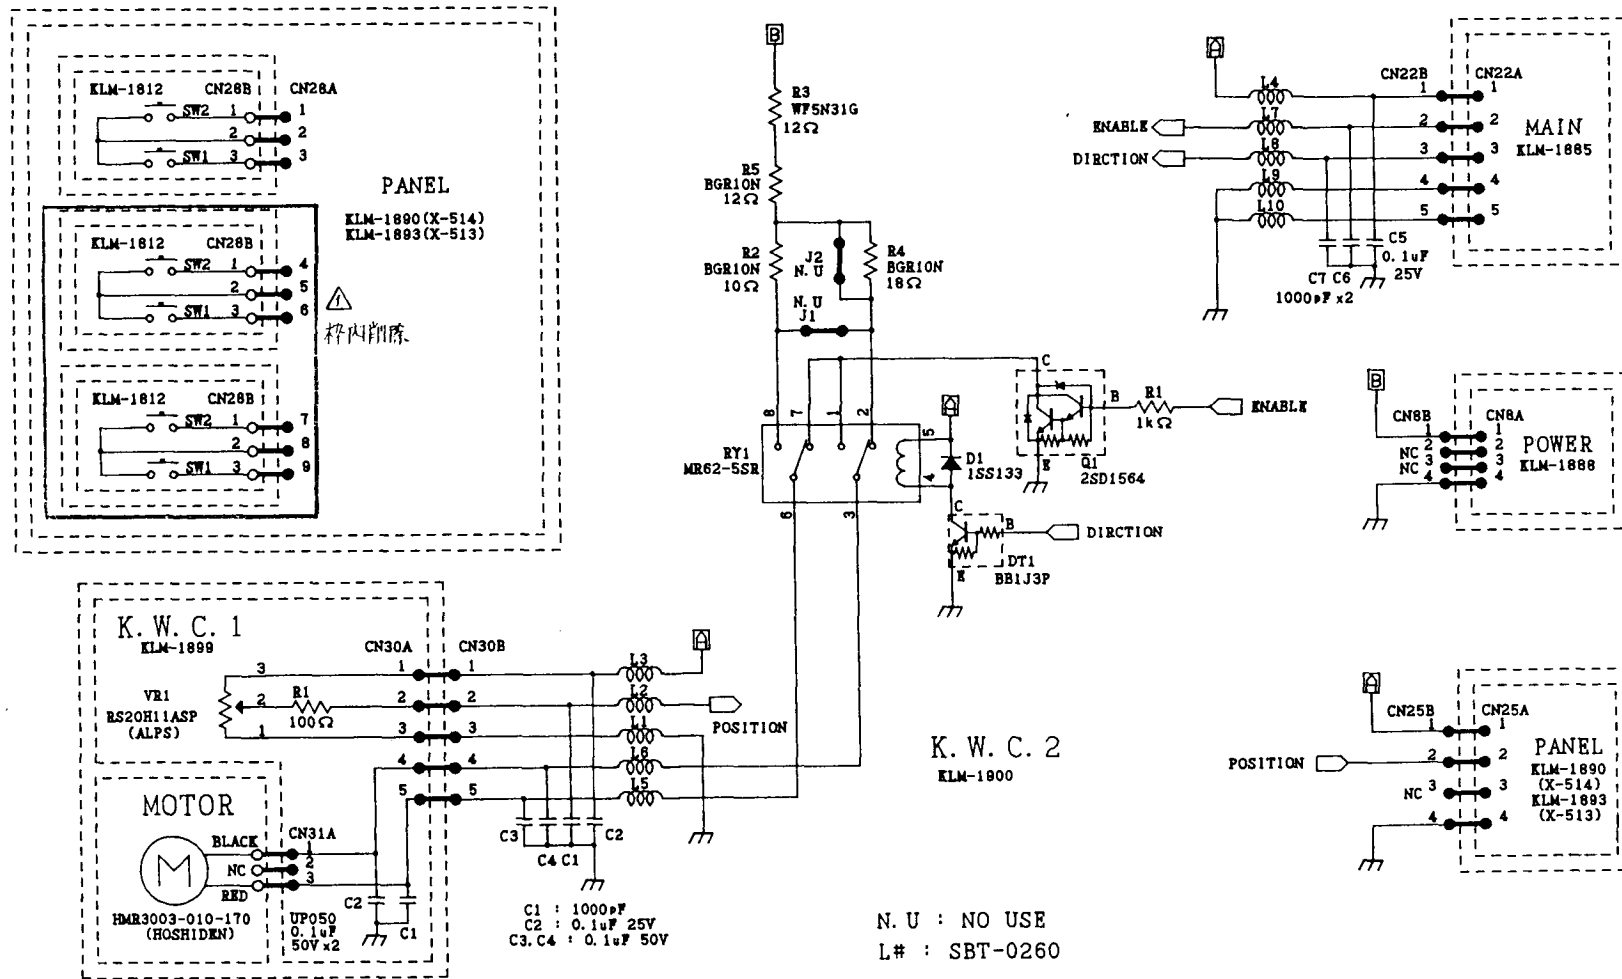 KLM-1812
CN28B
CN28A
SW2
1
1
2
2
SW1
3
3
PANEL
KLM-1890(X-514)
KLM-1893(X-513)
KLM-1812
CN28B
SW2
1
4
2
5
SW1
3
6
1
枠内削除
KLM-1812
CN28B
SW2
1
7
2
8
SW1
3
9
B
R3
WF5N31G
12Ω
R5
BGR10N
12Ω
R2
BGR10N
10Ω
J2
N.U
R4
BGR10N
18Ω
N.U
J1
8
7
1
2
RY1
MR62-5SR
5
4
6
3
A
D1
1SS133
C
B
E
Q1
2SD1564
R1
1kΩ
ENABLE
C
B
E
DT1
BB1J3P
DIRCTION
A
L4
L7
L8
L9
L10
ENABLE
DIRCTION
CN22B
CN22A
1
1
2
2
3
3
4
4
5
5
MAIN
KLM-1885
C5
0.1uF
25V
C7 C6
1000pF x2
B
CN8B
CN8A
1
1
NC 2
2
NC 3
3
4
4
POWER
KLM-1888
K.W.C.1
KLM-1899
CN30A
CN30B
3
1
1
VR1
RS20H11ASP
(ALPS)
2
R1
100Ω
2
2
1
3
3
4
4
5
5
L3
L2
L1
L6
L5
A
POSITION
C3
C4 C1
C2
C1 : 1000pF
C2 : 0.1uF 25V
C3.C4 : 0.1uF 50V
MOTOR
M
BLACK
NC
RED
CN31A
1
2
3
HMR3003-010-170
(HOSHIDEN)
UP050
0.1uF
50V x2
C2
C1
K.W.C.2
KLM-1900
N.U : NO USE
L# : SBT-0260
A
CN25B
CN25A
1
1
POSITION
2
2
NC 3
3
4
4
PANEL
KLM-1890
(X-514)
KLM-1893
(X-513)